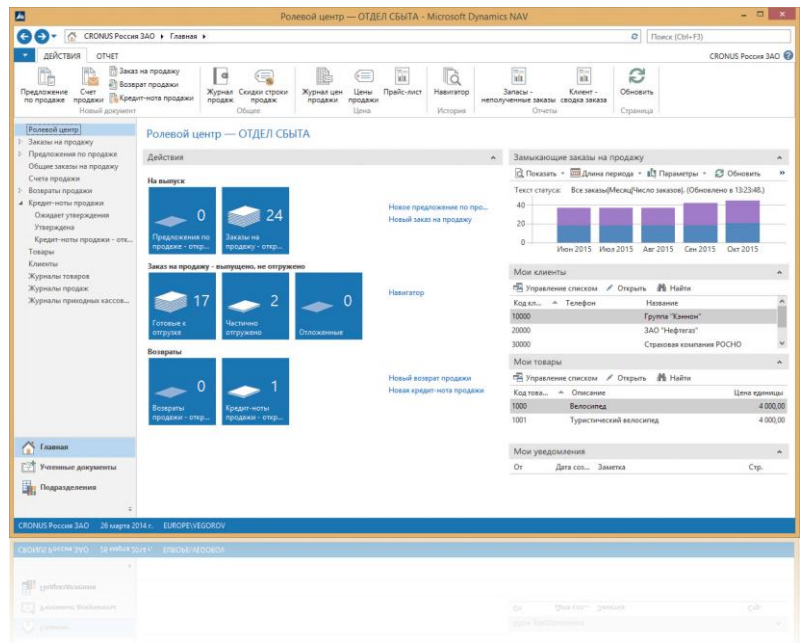 Ролевой центр — ОТДЕЛ СБЫТА - Microsoft Dynamics NAV
CRONUS Россия ЗАО
Главная
Поиск (Ctrl+F3)
ДЕЙСТВИЯ
ОТЧЕТ
CRONUS Россия ЗАО
Предложение по продаже
Счет продажи
Заказ на продажу
Возврат продажи
Кредит-нота продажи
Журнал продаж
Скидки строки продаж
Журнал цен продажи
Цены продажи
Прайс-лист
Навигатор
Запасы - неполученные заказы
Клиент - сводка заказа
Обновить
Новый документ
Общее
Цена
История
Отчеты
Страница
Ролевой центр
Заказы на продажу
Предложения по продаже
Общие заказы на продажу
Счета продажи
Возвраты продажи
Кредит-ноты продажи
Ожидает утверждения
Утверждена
Кредит-ноты продажи - отк...
Товары
Клиенты
Журналы товаров
Журналы продаж
Журналы приходных кассов...
Главная
Учтенные документы
Подразделения
Ролевой центр — ОТДЕЛ СБЫТА
Действия
На выпуск
0
Предложения по продаже - откр...
24
Заказы на продажу - откр...
Новое предложение по про...
Новый заказ на продажу
Заказ на продажу - выпущено, не отгружено
17
Готовые к отгрузке
2
Частично отгружено
0
Отложенные
Навигатор
Возвраты
0
Возвраты продажи - откр...
1
Кредит-ноты продажи - откр...
Новый возврат продажи
Новая кредит-нота продажи
Замыкающие заказы на продажу
Показать
Длина периода
Параметры
Обновить
Текст статуса: Все заказы|Месяц|Число заказов|. (Обновлено в 13:23:48.)
40
20
0
Июн 2015 Июл 2015 Авг 2015 Сен 2015 Окт 2015
Мои клиенты
Управление списком Открыть Найти
Код кл... Телефон Название
10000 Группа "Кэннон"
20000 ЗАО "Нефтегаз"
30000 Страховая компания РОСНО
Мои товары
Управление списком Открыть Найти
Код това... Описание Цена единицы
1000 Велосипед 4 000,00
1001 Туристический велосипед 4 000,00
Мои уведомления
От Дата соз... Заметка Стр.
CRONUS Россия ЗАО 26 марта 2014 г. EUROPE\VEGOROV